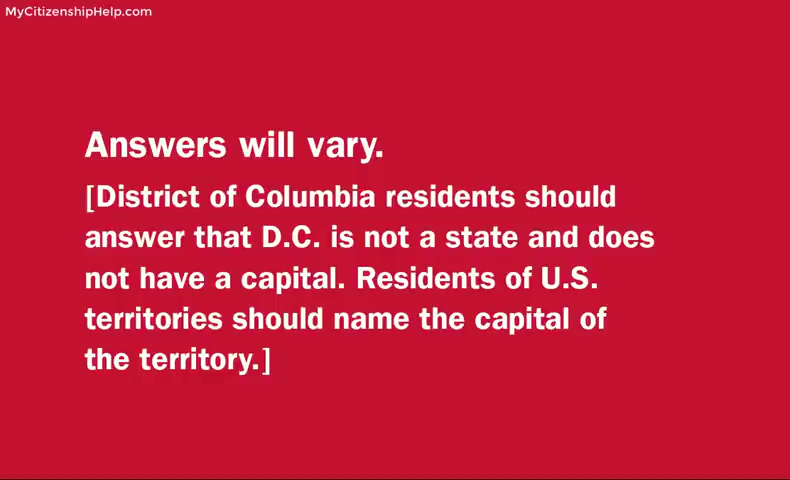 MyCitizenshipHelp.com
Answers will vary.
[District of Columbia residents should
answer that D.C. is not a state and does
not have a capital. Residents of U.S.
territories should name the capital of
the territory.]